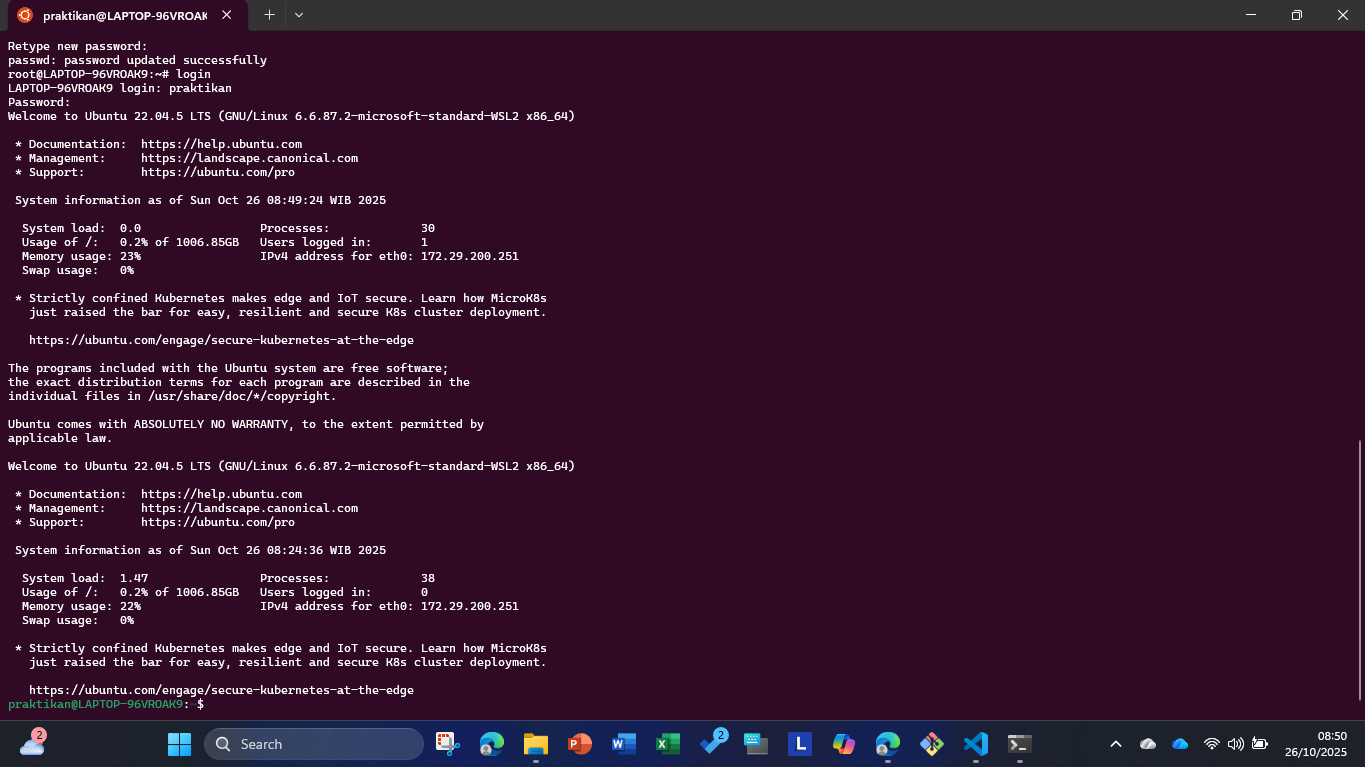 praktikan@LAPTOP-96VROAK
Retype new password:
passwd: password updated successfully
root@LAPTOP-96VROAK9:~# login
LAPTOP-96VROAK9 login: praktikan
Password:
Welcome to Ubuntu 22.04.5 LTS (GNU/Linux 6.6.87.2-microsoft-standard-WSL2 x86_64)
* Documentation:  https://help.ubuntu.com
* Management:     https://landscape.canonical.com
* Support:        https://ubuntu.com/pro
System information as of Sun Oct 26 08:49:24 WIB 2025
System load:  0.0                 Processes:             30
Usage of /:   0.2% of 1006.85GB   Users logged in:       1
Memory usage: 23%                 IPv4 address for eth0: 172.29.200.251
Swap usage:   0%
* Strictly confined Kubernetes makes edge and IoT secure. Learn how MicroK8s
just raised the bar for easy, resilient and secure K8s cluster deployment.
https://ubuntu.com/engage/secure-kubernetes-at-the-edge
The programs included with the Ubuntu system are free software;
the exact distribution terms for each program are described in the
individual files in /usr/share/doc/*/copyright.
Ubuntu comes with ABSOLUTELY NO WARRANTY, to the extent permitted by
applicable law.
Welcome to Ubuntu 22.04.5 LTS (GNU/Linux 6.6.87.2-microsoft-standard-WSL2 x86_64)
* Documentation:  https://help.ubuntu.com
* Management:     https://landscape.canonical.com
* Support:        https://ubuntu.com/pro
System information as of Sun Oct 26 08:24:36 WIB 2025
System load:  1.47                Processes:             38
Usage of /:   0.2% of 1006.85GB   Users logged in:       0
Memory usage: 22%                 IPv4 address for eth0: 172.29.200.251
Swap usage:   0%
* Strictly confined Kubernetes makes edge and IoT secure. Learn how MicroK8s
just raised the bar for easy, resilient and secure K8s cluster deployment.
https://ubuntu.com/engage/secure-kubernetes-at-the-edge
praktikan@LAPTOP-96VROAK9:~$
2
Search
2
L
08:50
26/10/2025